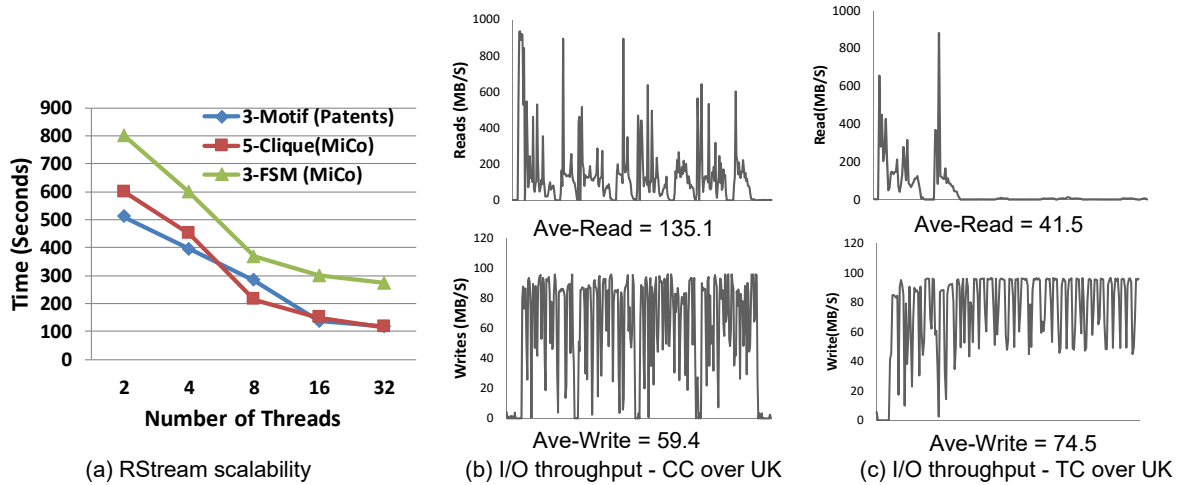 900
800
700
600
500
400
300
200
100
0
Time (Seconds)
3-Motif (Patents)
5-Clique(MiCo)
3-FSM (MiCo)
2 4 8 16 32
Number of Threads
(a) RStream scalability
1000
800
600
400
200
0
Reads (MB/S)
Ave-Read = 135.1
120
100
80
60
40
20
0
Writes (MB/S)
Ave-Write = 59.4
(b) I/O throughput - CC over UK
1000
800
600
400
200
0
Read(MB/S)
Ave-Read = 41.5
120
100
80
60
40
20
0
Write(MB/S)
Ave-Write = 74.5
(c) I/O throughput - TC over UK